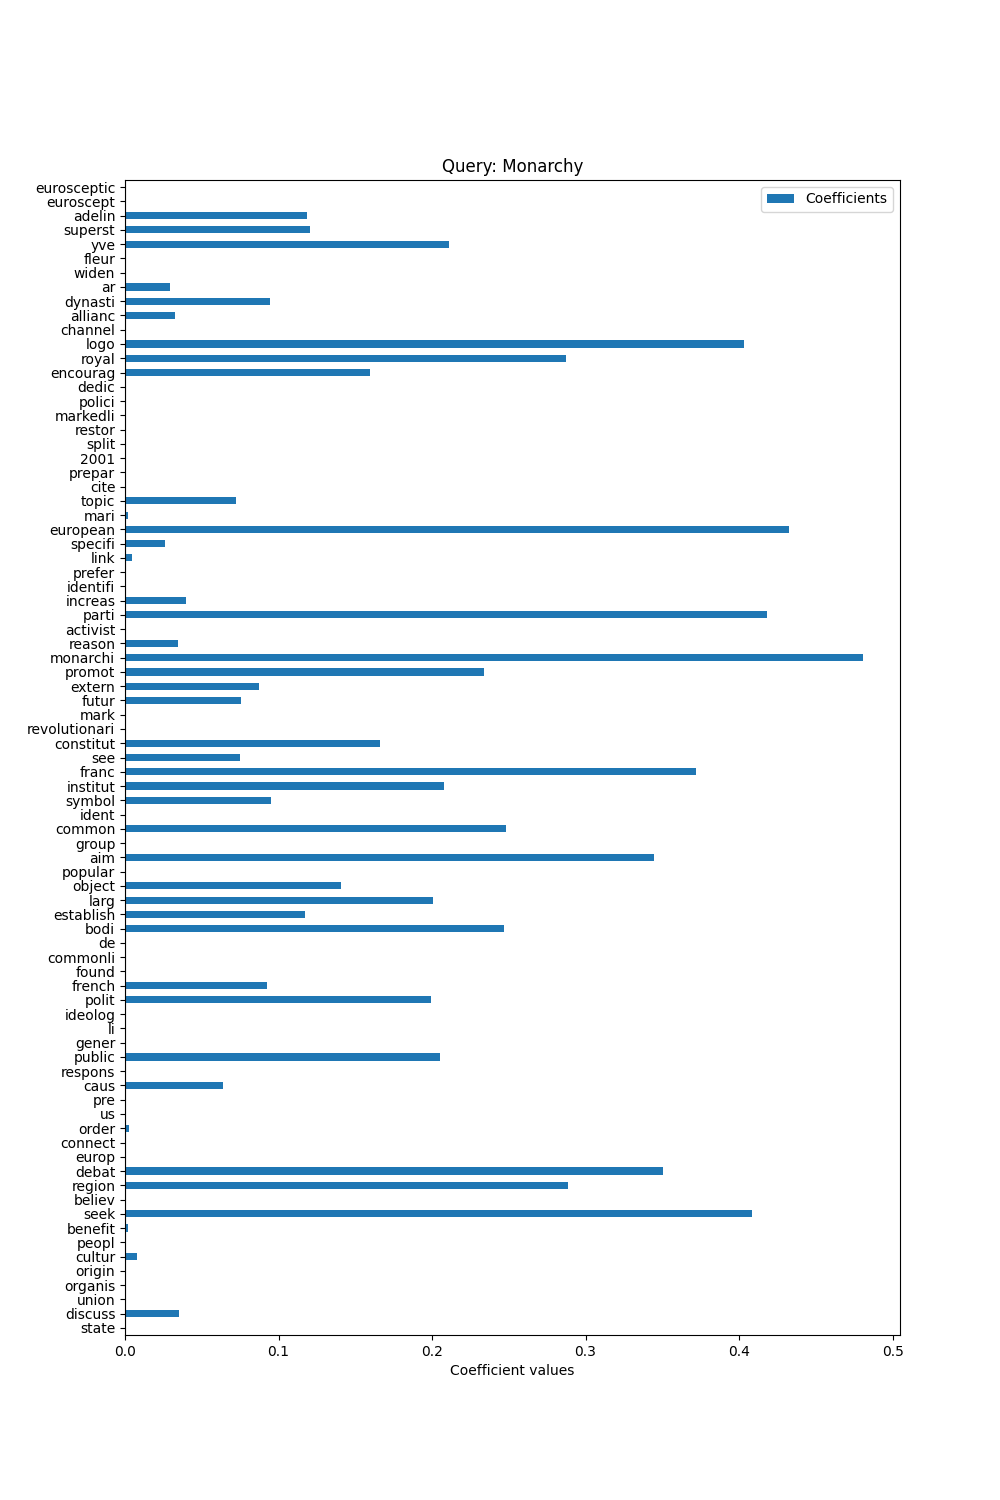 Query: Monarchy
Coefficients
eurosceptic
euroscept
adelin
superst
yve
fleur
widen
ar
dynasti
allianc
channel
logo
royal
encourag
dedic
polici
markedli
restor
split
2001
prepar
cite
topic
mari
european
specifi
link
prefer
identifi
increas
parti
activist
reason
monarchi
promot
extern
futur
mark
revolutionari
constitut
see
franc
institut
symbol
ident
common
group
aim
popular
object
larg
establish
bodi
de
commonli
found
french
polit
ideolog
li
gener
public
respons
caus
pre
us
order
connect
europ
debat
region
believ
seek
benefit
peopl
cultur
origin
organis
union
discuss
state
0.0 0.1 0.2 0.3 0.4 0.5
Coefficient values